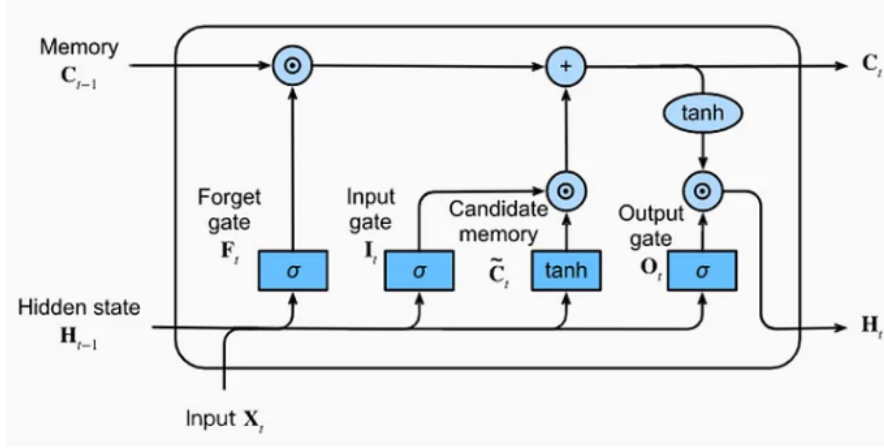 Memory
C_{t-1}
⊙
+
C_t
tanh
Forget
gate
F_t
Input
gate
I_t
Candidate
memory
C̃_t
⊙
Output
gate
O_t
⊙
σ
σ
tanh
σ
Hidden state
H_{t-1}
H_t
Input X_t